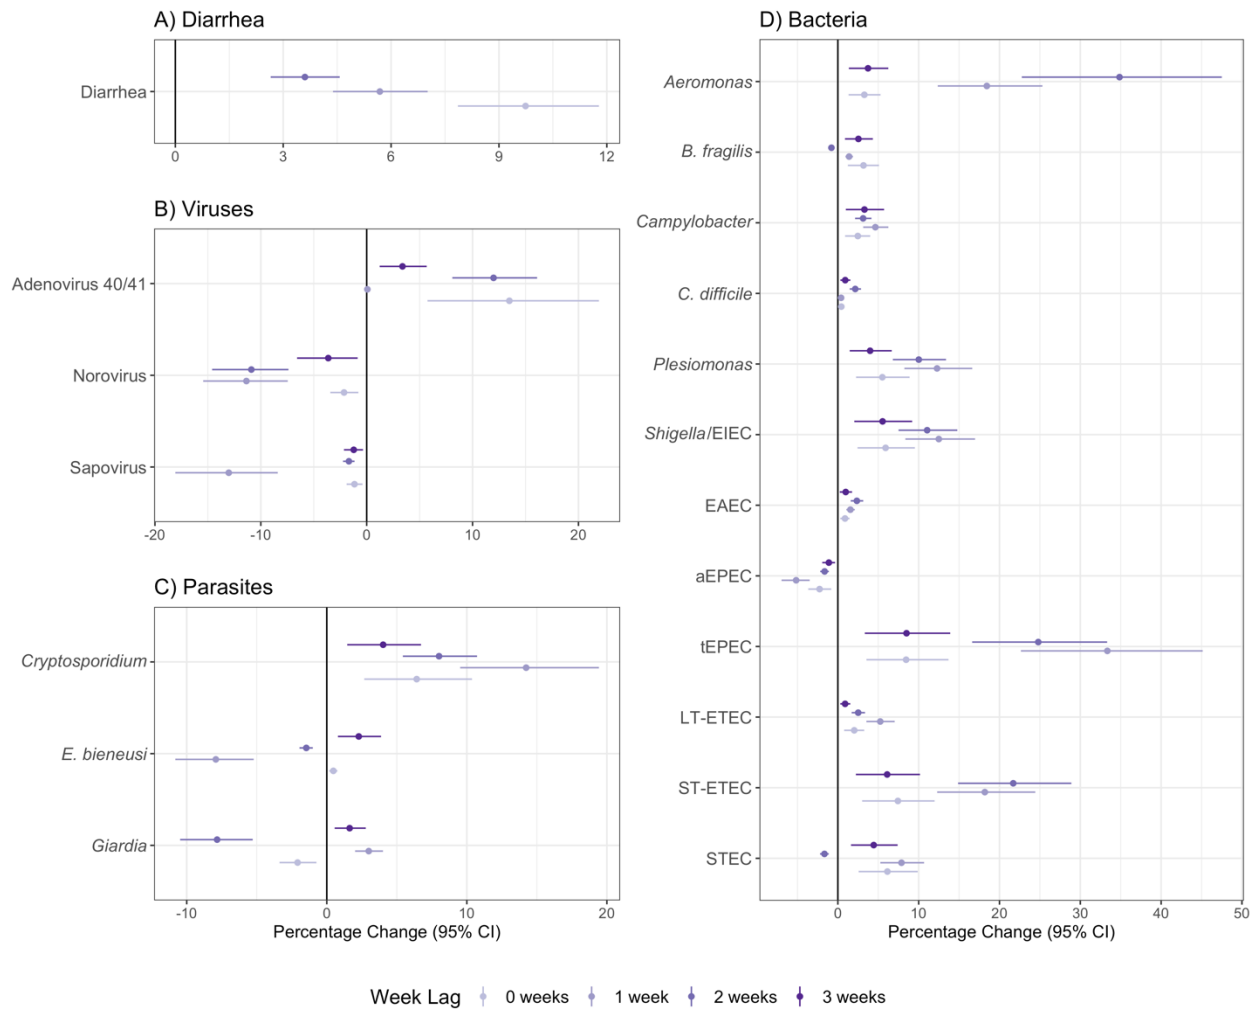 A) Diarrhea
Diarrhea
0 3 6 9 12
B) Viruses
Adenovirus 40/41
Norovirus
Sapovirus
-20 -10 0 10 20
C) Parasites
Cryptosporidium
E. bieneusi
Giardia
-10 0 10 20
Percentage Change (95% CI)
D) Bacteria
Aeromonas
B. fragilis
Campylobacter
C. difficile
Plesiomonas
Shigella/EIEC
EAEC
aEPEC
tEPEC
LT-ETEC
ST-ETEC
STEC
0 10 20 30 40 50
Percentage Change (95% CI)
Week Lag 0 weeks 1 week 2 weeks 3 weeks